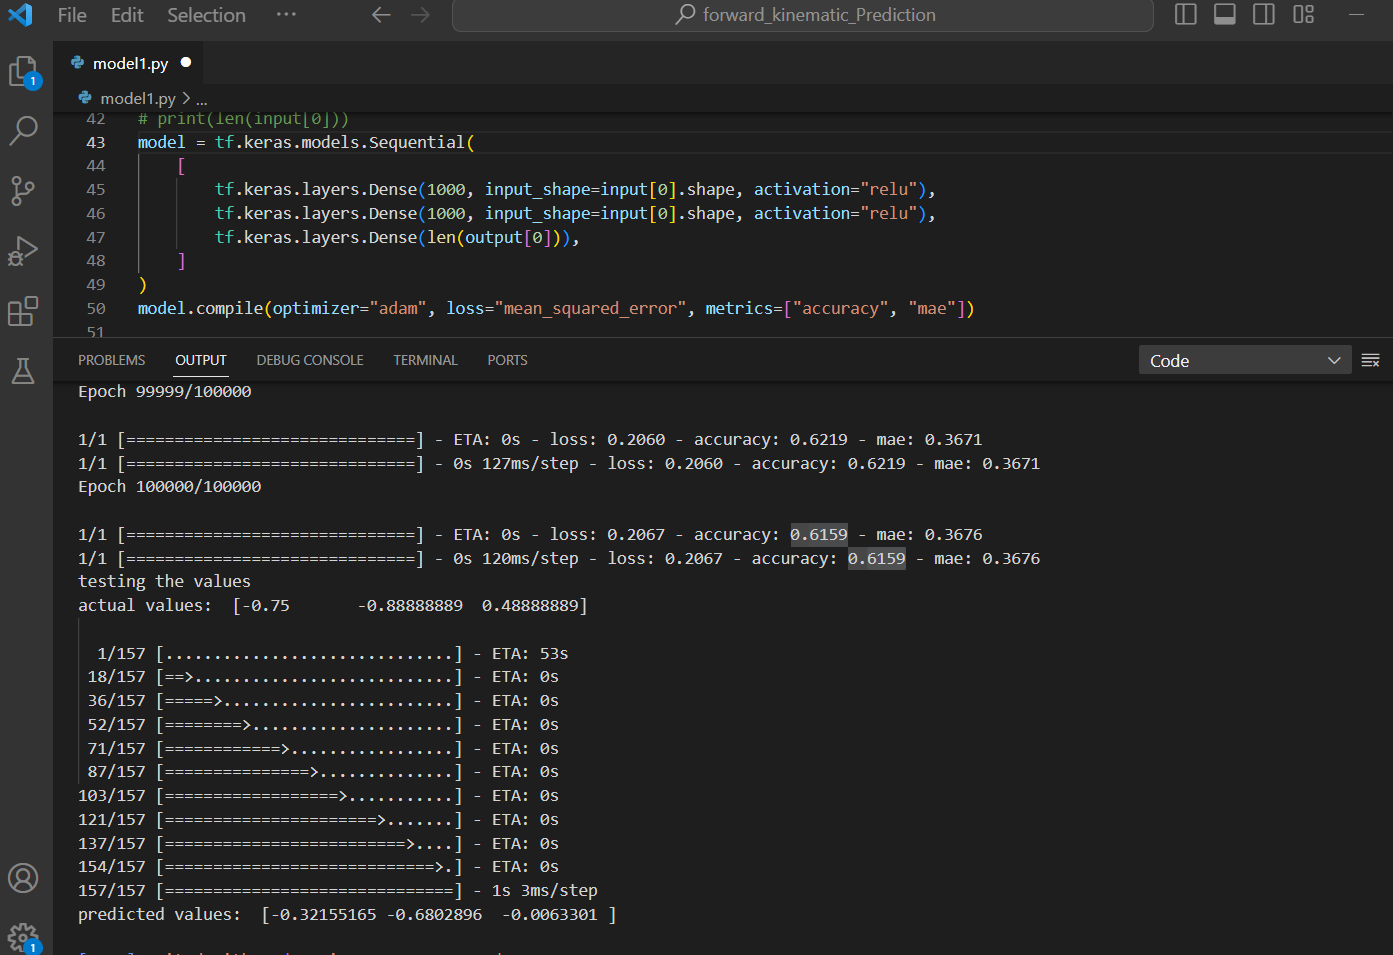 File Edit Selection ··· forward_kinematic_Prediction
model1.py
1
model1.py > ...
42 # print(len(input[0]))
43 model = tf.keras.models.Sequential(
44 [
45 tf.keras.layers.Dense(1000, input_shape=input[0].shape, activation="relu"),
46 tf.keras.layers.Dense(1000, input_shape=input[0].shape, activation="relu"),
47 tf.keras.layers.Dense(len(output[0])),
48 ]
49 )
50 model.compile(optimizer="adam", loss="mean_squared_error", metrics=["accuracy", "mae"])
51
PROBLEMS OUTPUT DEBUG CONSOLE TERMINAL PORTS Code
Epoch 99999/100000
1/1 [==============================] - ETA: 0s - loss: 0.2060 - accuracy: 0.6219 - mae: 0.3671
1/1 [==============================] - 0s 127ms/step - loss: 0.2060 - accuracy: 0.6219 - mae: 0.3671
Epoch 100000/100000
1/1 [==============================] - ETA: 0s - loss: 0.2067 - accuracy: 0.6159 - mae: 0.3676
1/1 [==============================] - 0s 120ms/step - loss: 0.2067 - accuracy: 0.6159 - mae: 0.3676
testing the values
actual values: [-0.75 -0.88888889 0.48888889]
1/157 [..............................] - ETA: 53s
18/157 [==>...........................] - ETA: 0s
36/157 [=====>........................] - ETA: 0s
52/157 [========>.....................] - ETA: 0s
71/157 [============>.................] - ETA: 0s
87/157 [===============>..............] - ETA: 0s
103/157 [==================>...........] - ETA: 0s
121/157 [======================>.......] - ETA: 0s
137/157 [=========================>....] - ETA: 0s
154/157 [============================>.] - ETA: 0s
157/157 [==============================] - 1s 3ms/step
predicted values: [-0.32155165 -0.6802896 -0.0063301 ]
1